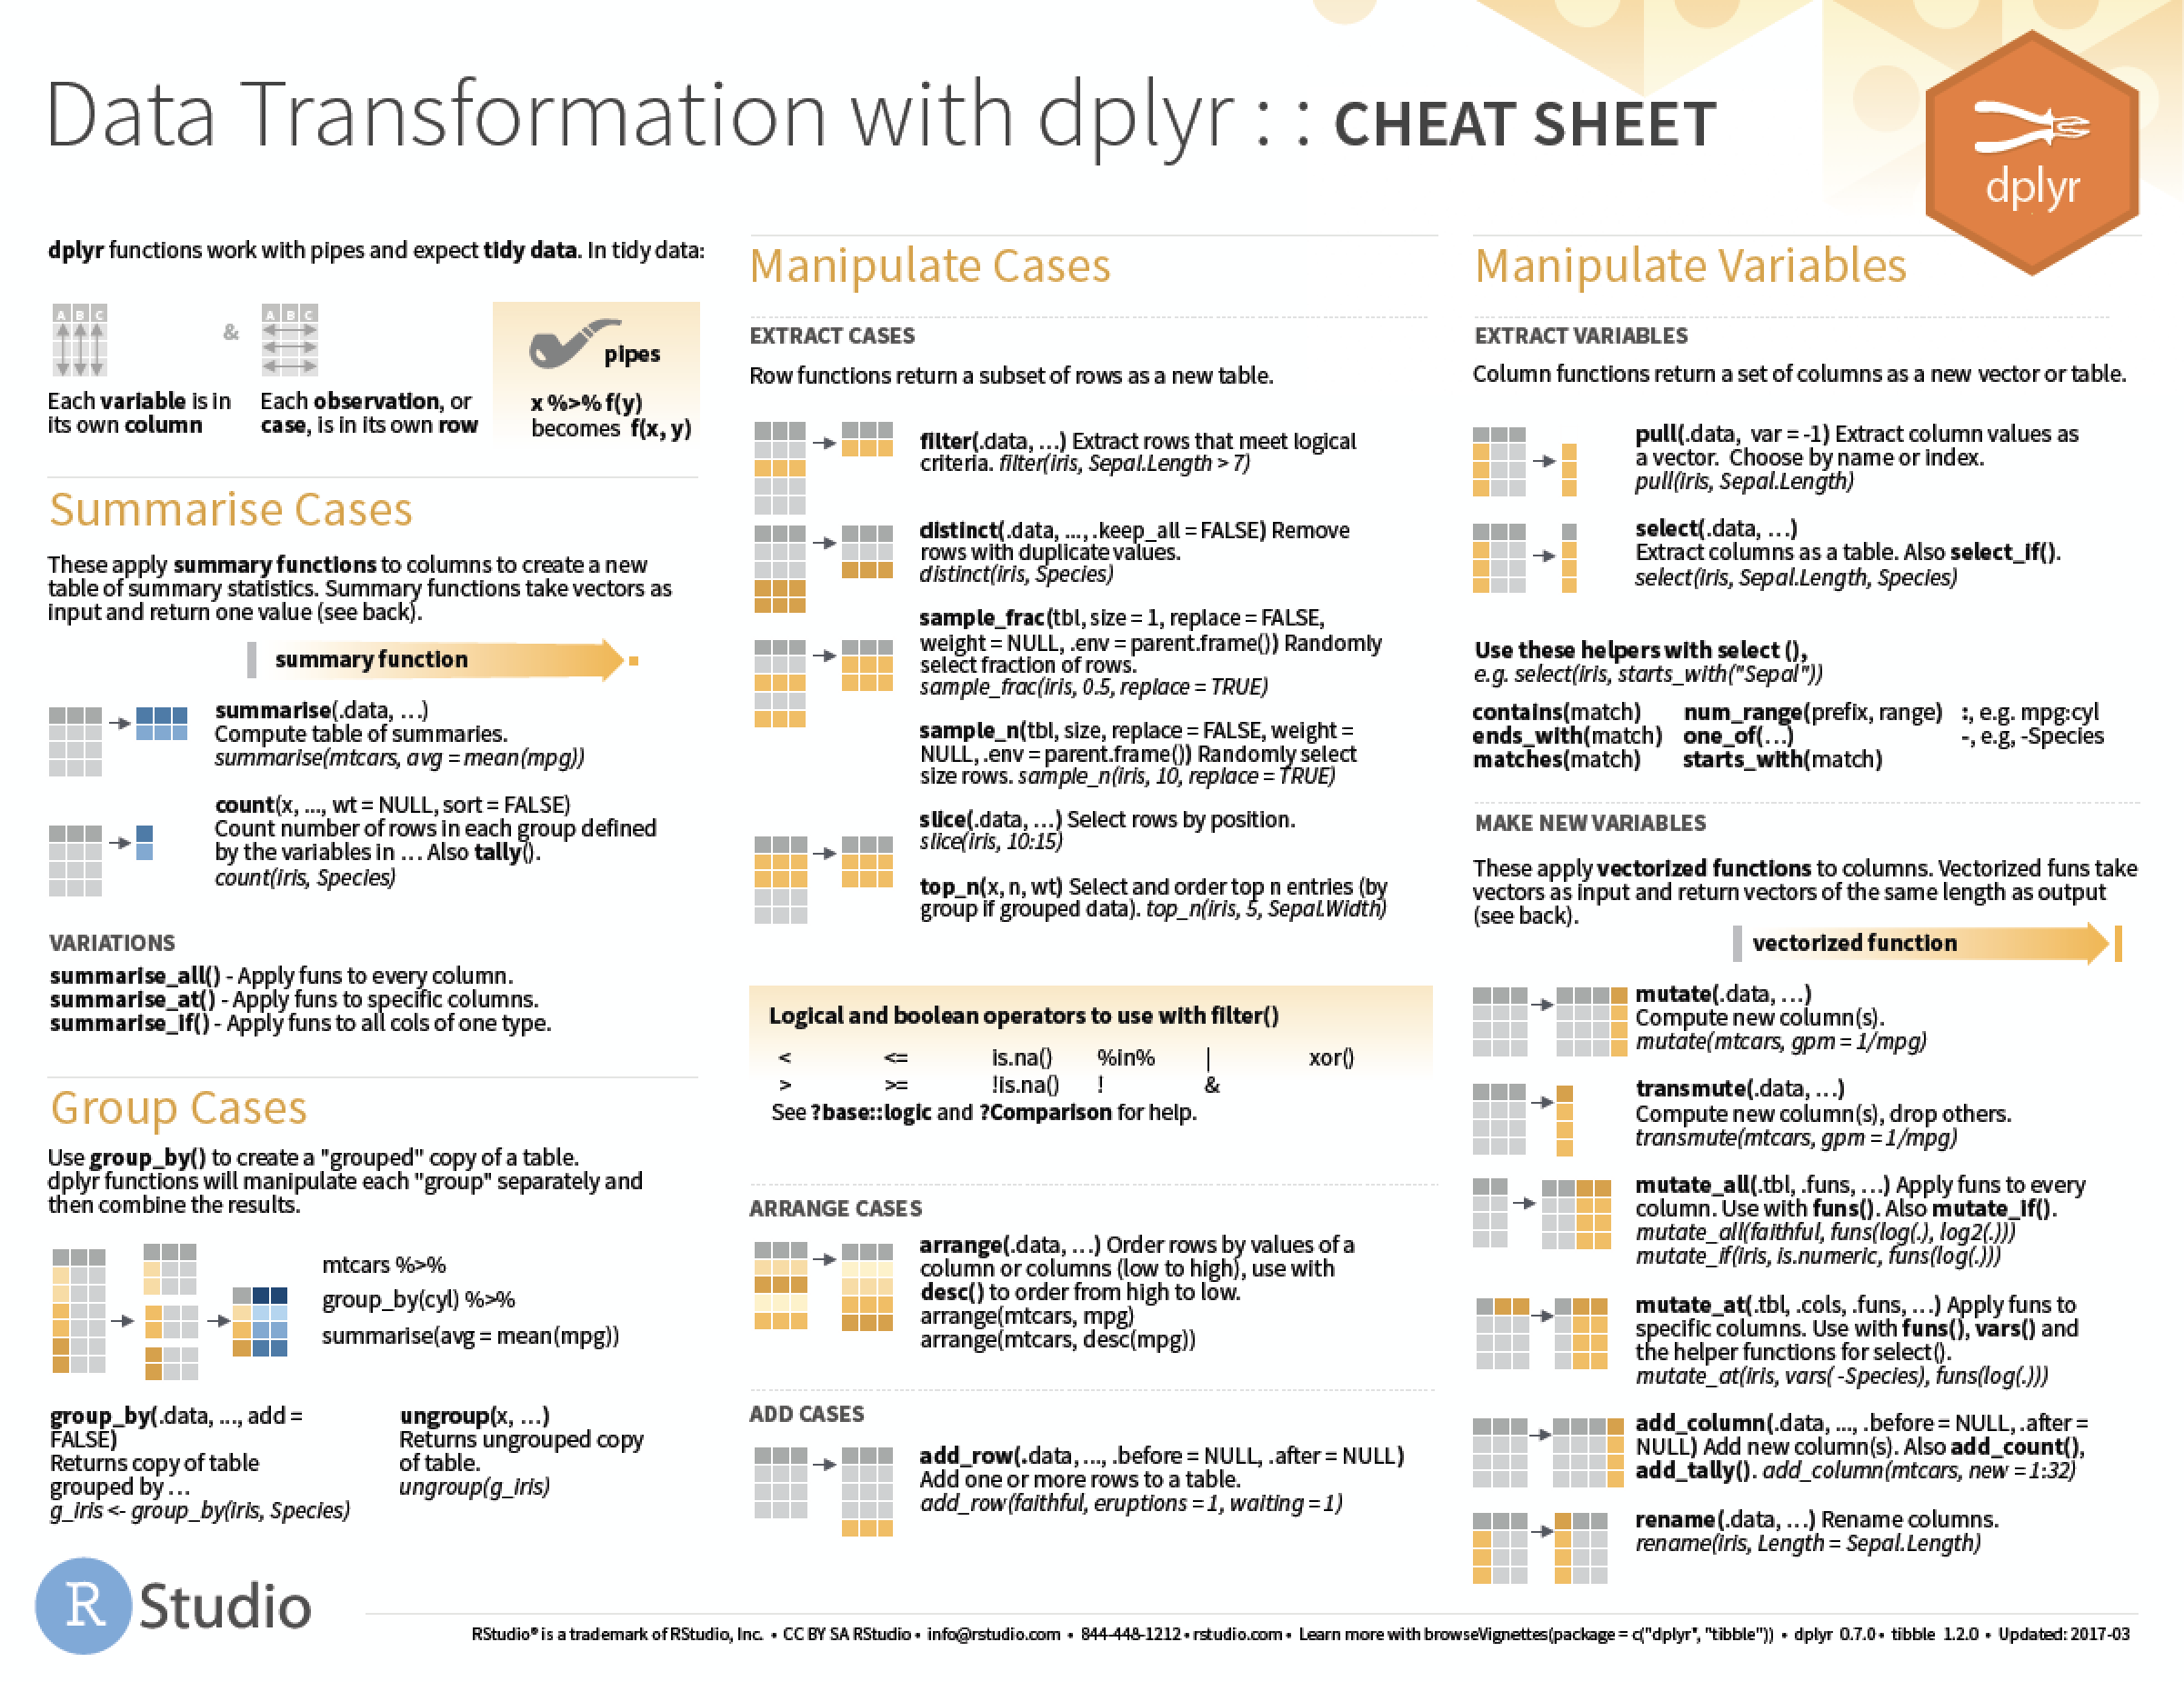 Data Transformation with dplyr : : CHEAT SHEET
dplyr
dplyr functions work with pipes and expect tidy data. In tidy data:
A B C
&
A B C
pipes
Each variable is in
its own column
Each observation, or
case, is in its own row
x %>% f(y)
becomes f(x, y)
Summarise Cases
These apply summary functions to columns to create a new
table of summary statistics. Summary functions take vectors as
input and return one value (see back).
summary function
summarise(.data, …)
Compute table of summaries.
summarise(mtcars, avg = mean(mpg))
count(x, ..., wt = NULL, sort = FALSE)
Count number of rows in each group defined
by the variables in … Also tally().
count(iris, Species)
VARIATIONS
summarise_all() - Apply funs to every column.
summarise_at() - Apply funs to specific columns.
summarise_if() - Apply funs to all cols of one type.
Group Cases
Use group_by() to create a "grouped" copy of a table.
dplyr functions will manipulate each "group" separately and
then combine the results.
mtcars %>%
group_by(cyl) %>%
summarise(avg = mean(mpg))
group_by(.data, ..., add =
FALSE)
Returns copy of table
grouped by …
g_iris <- group_by(iris, Species)
ungroup(x, …)
Returns ungrouped copy
of table.
ungroup(g_iris)
Manipulate Cases
EXTRACT CASES
Row functions return a subset of rows as a new table.
filter(.data, …) Extract rows that meet logical
criteria. filter(iris, Sepal.Length > 7)
distinct(.data, ..., .keep_all = FALSE) Remove
rows with duplicate values.
distinct(iris, Species)
sample_frac(tbl, size = 1, replace = FALSE,
weight = NULL, .env = parent.frame()) Randomly
select fraction of rows.
sample_frac(iris, 0.5, replace = TRUE)
sample_n(tbl, size, replace = FALSE, weight =
NULL, .env = parent.frame()) Randomly select
size rows. sample_n(iris, 10, replace = TRUE)
slice(.data, …) Select rows by position.
slice(iris, 10:15)
top_n(x, n, wt) Select and order top n entries (by
group if grouped data). top_n(iris, 5, Sepal.Width)
Logical and boolean operators to use with filter()
< <= is.na() %in% | xor()
> >= !is.na() ! &
See ?base::logic and ?Comparison for help.
ARRANGE CASES
arrange(.data, …) Order rows by values of a
column or columns (low to high), use with
desc() to order from high to low.
arrange(mtcars, mpg)
arrange(mtcars, desc(mpg))
ADD CASES
add_row(.data, ..., .before = NULL, .after = NULL)
Add one or more rows to a table.
add_row(faithful, eruptions = 1, waiting = 1)
Manipulate Variables
EXTRACT VARIABLES
Column functions return a set of columns as a new vector or table.
pull(.data, var = -1) Extract column values as
a vector. Choose by name or index.
pull(iris, Sepal.Length)
select(.data, …)
Extract columns as a table. Also select_if().
select(iris, Sepal.Length, Species)
Use these helpers with select (),
e.g. select(iris, starts_with("Sepal"))
contains(match) num_range(prefix, range) :, e.g. mpg:cyl
ends_with(match) one_of(…) -, e.g, -Species
matches(match) starts_with(match)
MAKE NEW VARIABLES
These apply vectorized functions to columns. Vectorized funs take
vectors as input and return vectors of the same length as output
(see back).
vectorized function
mutate(.data, …)
Compute new column(s).
mutate(mtcars, gpm = 1/mpg)
transmute(.data, …)
Compute new column(s), drop others.
transmute(mtcars, gpm = 1/mpg)
mutate_all(.tbl, .funs, …) Apply funs to every
column. Use with funs(). Also mutate_if().
mutate_all(faithful, funs(log(.), log2(.)))
mutate_if(iris, is.numeric, funs(log(.)))
mutate_at(.tbl, .cols, .funs, …) Apply funs to
specific columns. Use with funs(), vars() and
the helper functions for select().
mutate_at(iris, vars( -Species), funs(log(.)))
add_column(.data, ..., .before = NULL, .after =
NULL) Add new column(s). Also add_count(),
add_tally(). add_column(mtcars, new = 1:32)
rename(.data, …) Rename columns.
rename(iris, Length = Sepal.Length)
R Studio
RStudio® is a trademark of RStudio, Inc. • CC BY SA RStudio • info@rstudio.com • 844-448-1212 • rstudio.com • Learn more with browseVignettes(package = c("dplyr", "tibble")) • dplyr 0.7.0 • tibble 1.2.0 • Updated: 2017-03